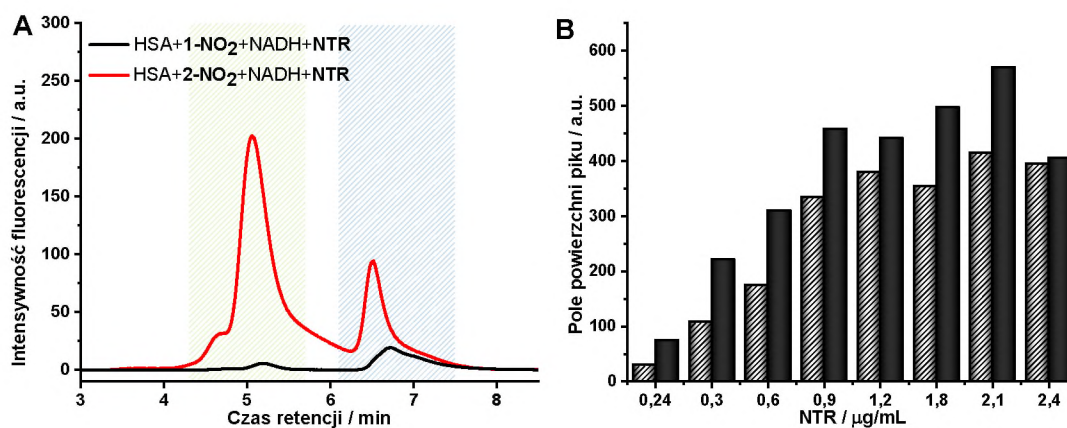 A
HSA+1-NO2+NADH+NTR
HSA+2-NO2+NADH+NTR
Intensywność fluorescencji / a.u.
300
250
200
150
100
50
0
3 4 5 6 7 8
Czas retencji / min
B
Pole powierzchni piku / a.u.
600
500
400
300
200
100
0
0,24 0,3 0,6 0,9 1,2 1,8 2,1 2,4
NTR / μg/mL